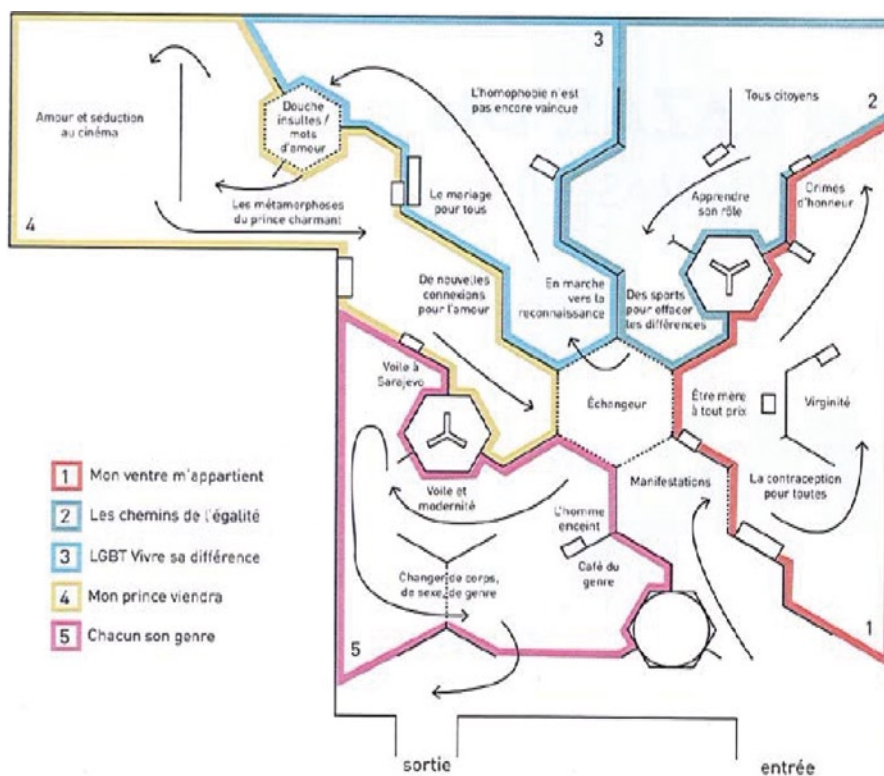 3
L'homophobie n'est
pas encore vaincue
Tous citoyens
2
Amour et séduction
au cinéma
Douche
insultes /
mots
d'amour
Crimes
d'honneur
Apprendre
son rôle
Le mariage
pour tous
Les métamorphoses
du prince charmant
4
De nouvelles
connexions
pour l'amour
En marche
vers la
reconnaissance
Des sports
pour effacer
les différences
Voile à
Sarajevo
Échangeur
Être mère
à tout prix
Virginité
Voile et
modernité
Manifestations
La contraception
pour toutes
L'homme
enceint
Café du
genre
Changer de corps,
de sexe, de genre
5
1
1 Mon ventre m'appartient
2 Les chemins de l'égalité
3 LGBT Vivre sa différence
4 Mon prince viendra
5 Chacun son genre
sortie
entrée